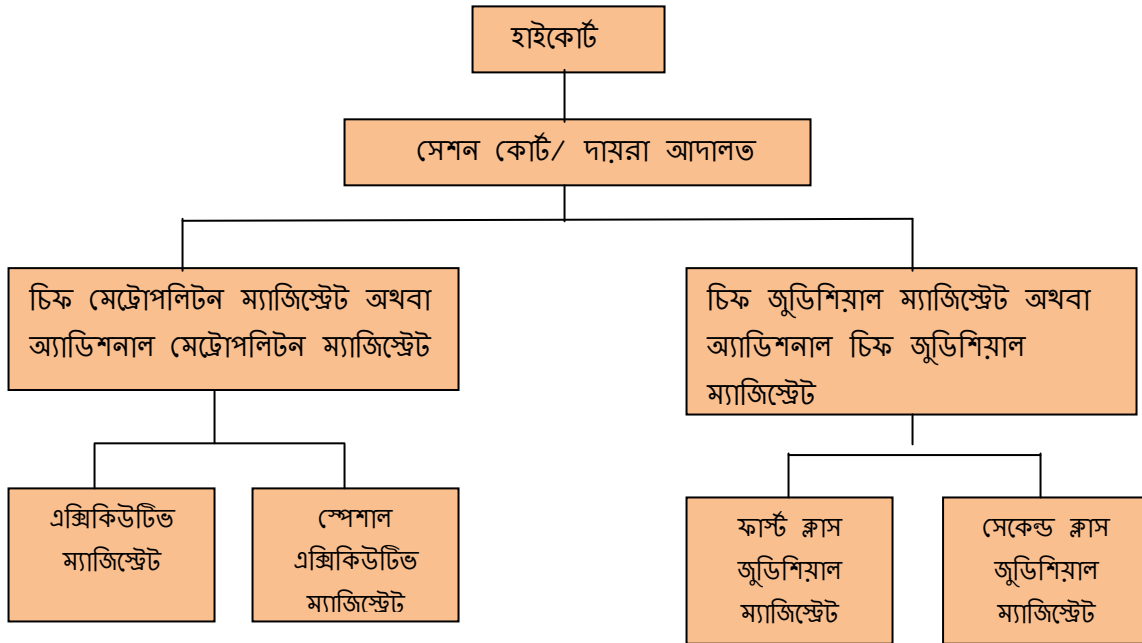 হাইকোর্ট
সেশন কোর্ট/ দায়রা আদালত
চিফ মেট্রোপলিটন ম্যাজিস্ট্রেট অথবা
অ্যাডিশনাল মেট্রোপলিটন ম্যাজিস্ট্রেট
চিফ জুডিশিয়াল ম্যাজিস্ট্রেট অথবা
অ্যাডিশনাল চিফ জুডিশিয়াল
ম্যাজিস্ট্রেট
এক্সিকিউটিভ
ম্যাজিস্ট্রেট
স্পেশাল
এক্সিকিউটিভ
ম্যাজিস্ট্রেট
ফার্স্ট ক্লাস
জুডিশিয়াল
ম্যাজিস্ট্রেট
সেকেন্ড ক্লাস
জুডিশিয়াল
ম্যাজিস্ট্রেট